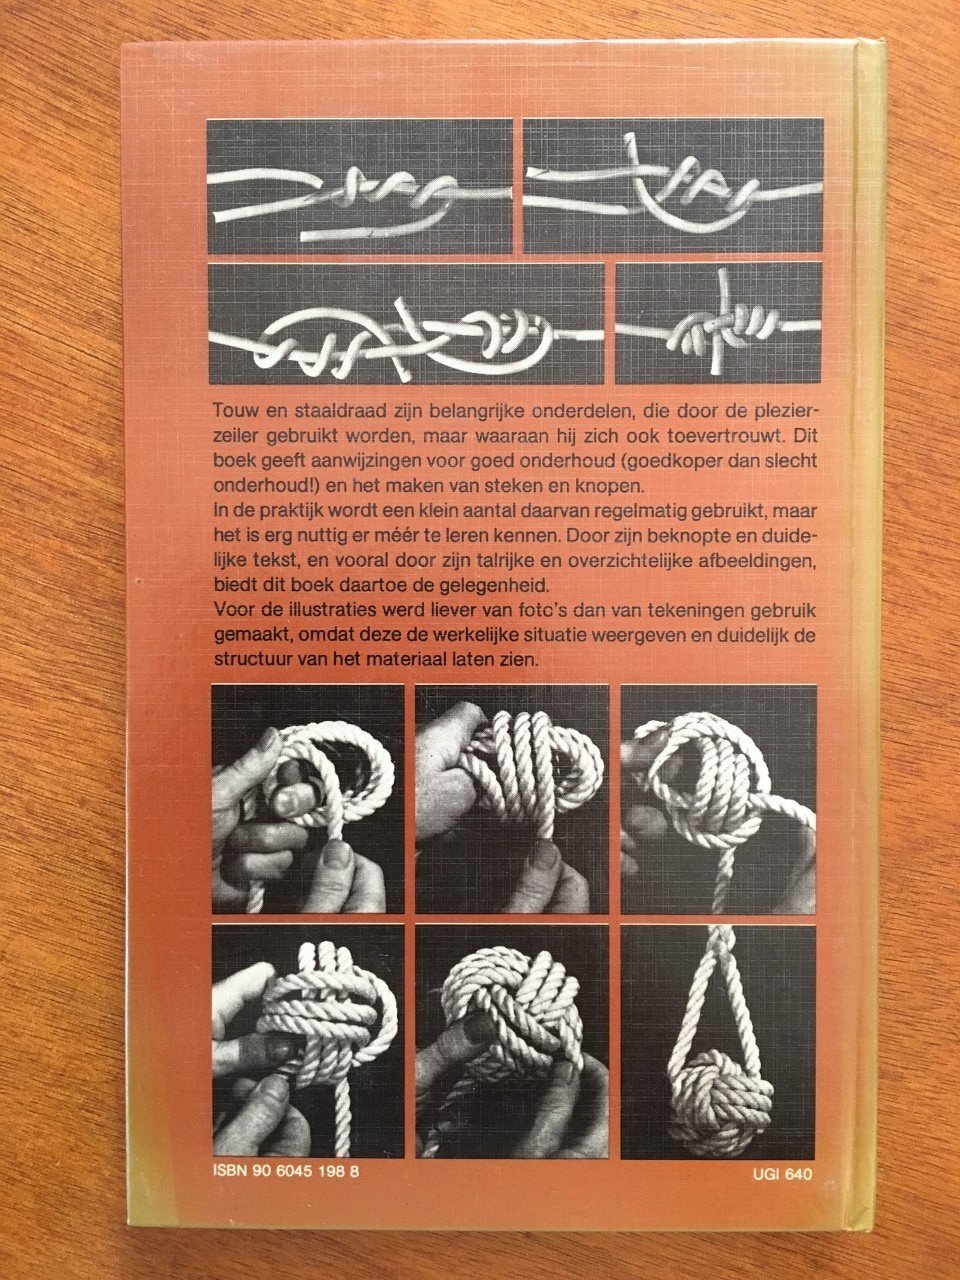 Touw en staaldraad zijn belangrijke onderdelen, die door de plezier-
zeiler gebruikt worden, maar waaraan hij zich ook toevertrouwt. Dit
boek geeft aanwijzingen voor goed onderhoud (goedkoper dan slecht
onderhoud!) en het maken van steken en knopen.
In de praktijk wordt een klein aantal daarvan regelmatig gebruikt, maar
het is erg nuttig er méér te leren kennen. Door zijn beknopte en duide-
lijke tekst, en vooral door zijn talrijke en overzichtelijke afbeeldingen,
biedt dit boek daartoe de gelegenheid.
Voor de illustraties werd liever van foto's dan van tekeningen gebruik
gemaakt, omdat deze de werkelijke situatie weergeven en duidelijk de
structuur van het materiaal laten zien.
ISBN 90 6045 198 8
UGI 640